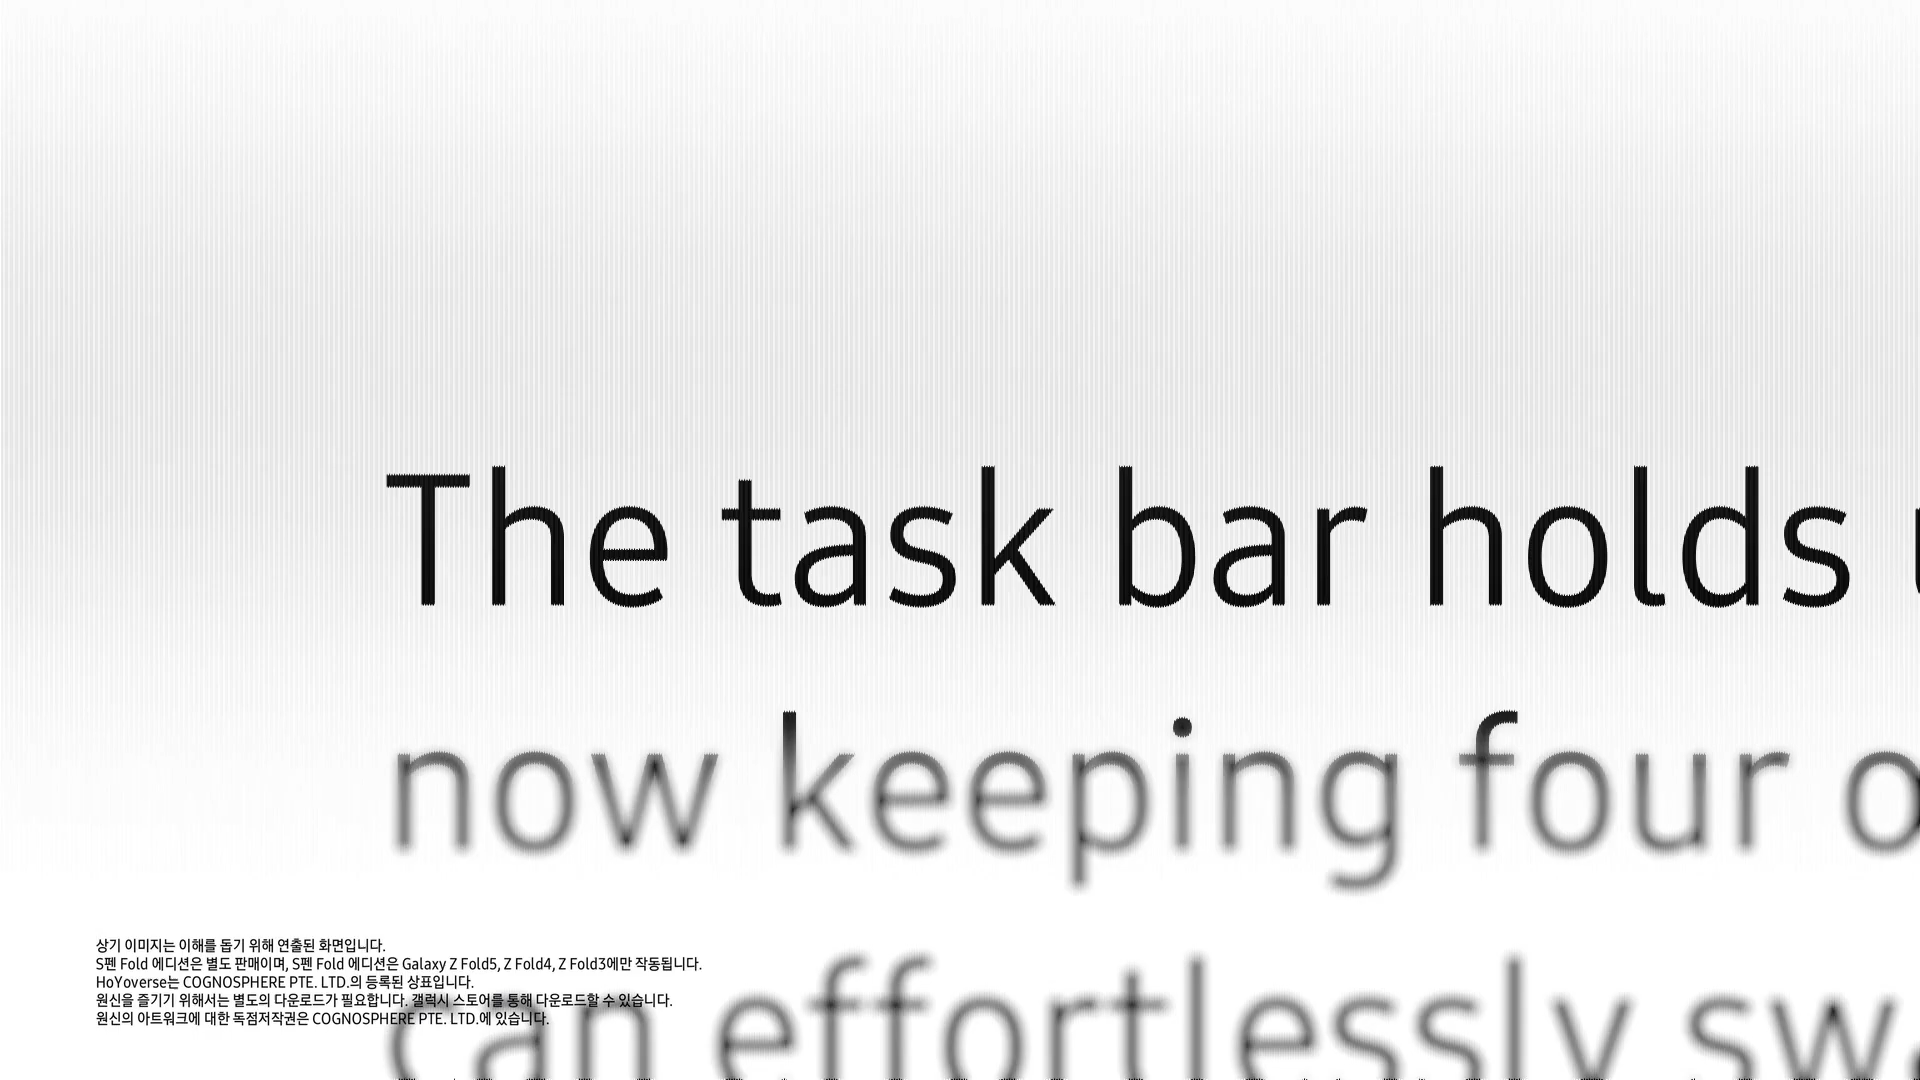 The task bar holds
now keeping four
can effortlessly
상기 이미지는 이해를 돕기 위해 연출된 화면입니다.
S펜 Fold 에디션은 별도 판매이며, S펜 Fold 에디션은 Galaxy Z Fold5, Z Fold4, Z Fold3에만 작동됩니다.
HoYoverse는 COGNOSPHERE PTE. LTD.의 등록된 상표입니다.
원신을 즐기기 위해서는 별도의 다운로드가 필요합니다. 갤럭시 스토어를 통해 다운로드할 수 있습니다.
원신의 아트워크에 대한 독점저작권은 COGNOSPHERE PTE. LTD.에 있습니다.